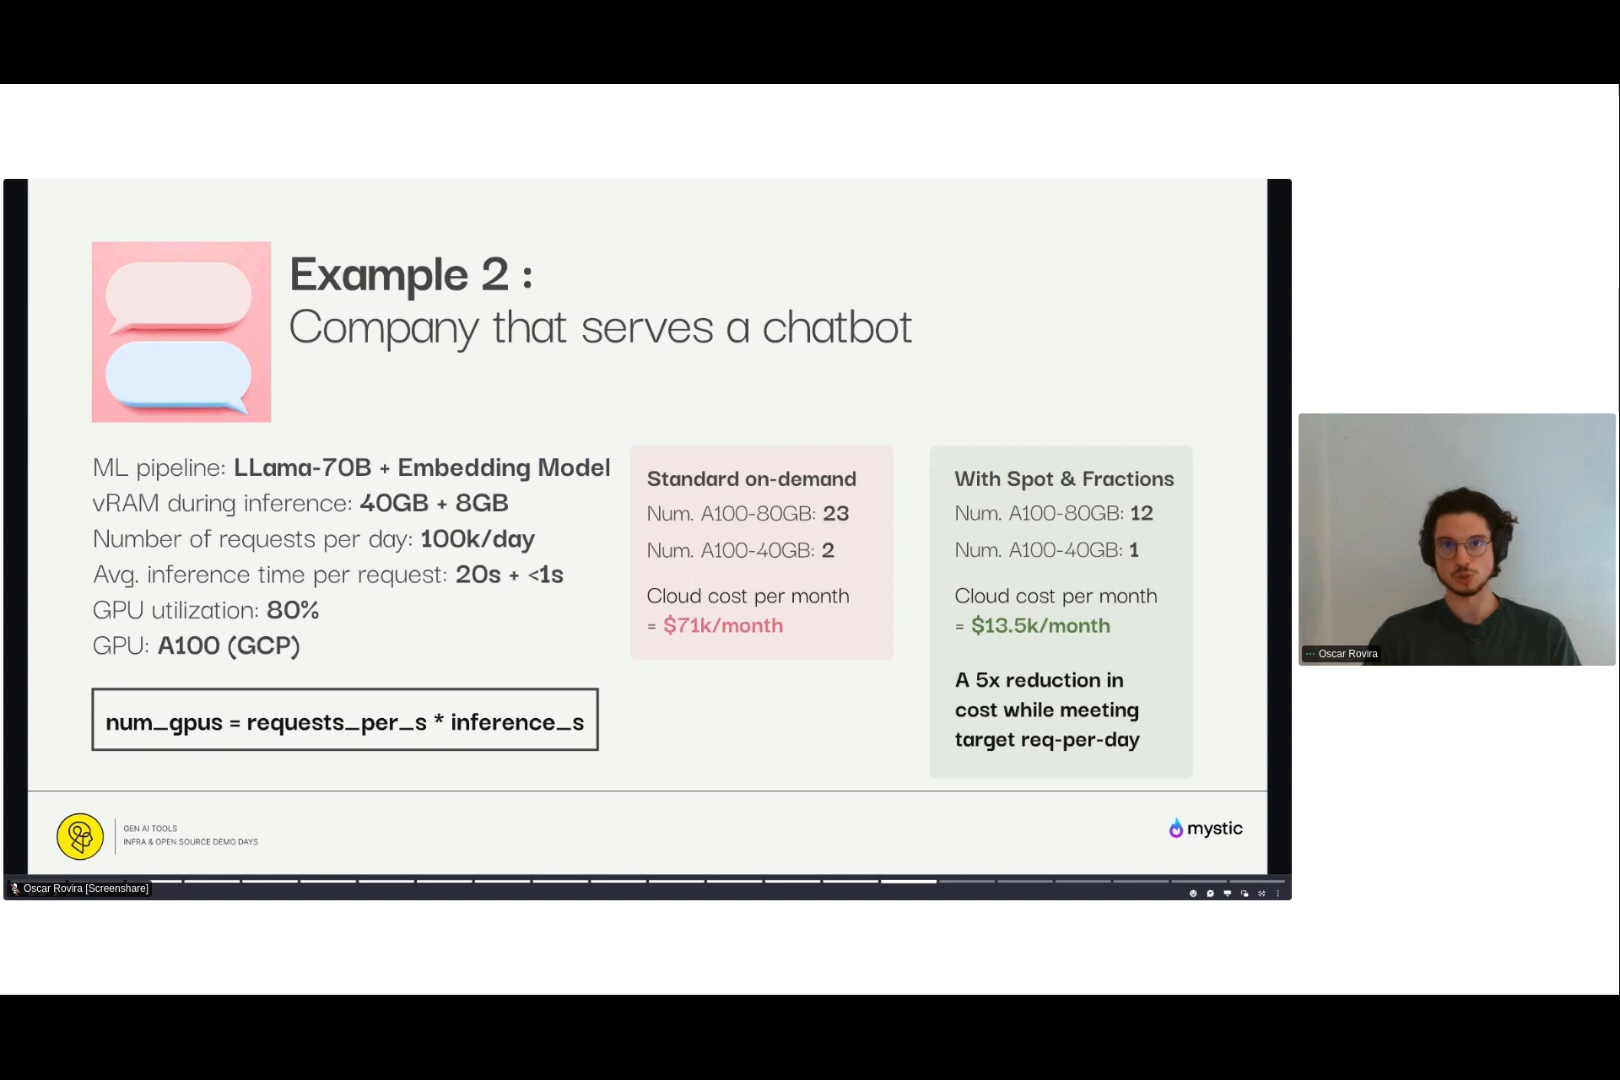 Example 2 :
Company that serves a chatbot
ML pipeline: LLama-70B + Embedding Model
vRAM during inference: 40GB + 8GB
Number of requests per day: 100k/day
Avg. inference time per request: 20s + <1s
GPU utilization: 80%
GPU: A100 (GCP)
num_gpus = requests_per_s * inference_s
Standard on-demand
Num. A100-80GB: 23
Num. A100-40GB: 2
Cloud cost per month
= $71k/month
With Spot & Fractions
Num. A100-80GB: 12
Num. A100-40GB: 1
Cloud cost per month
= $13.5k/month
A 5x reduction in
cost while meeting
target req-per-day
GEN AI TOOLS
INFRA & OPEN SOURCE DEMO DAYS
mystic
Oscar Rovira [Screenshare]
Oscar Rovira